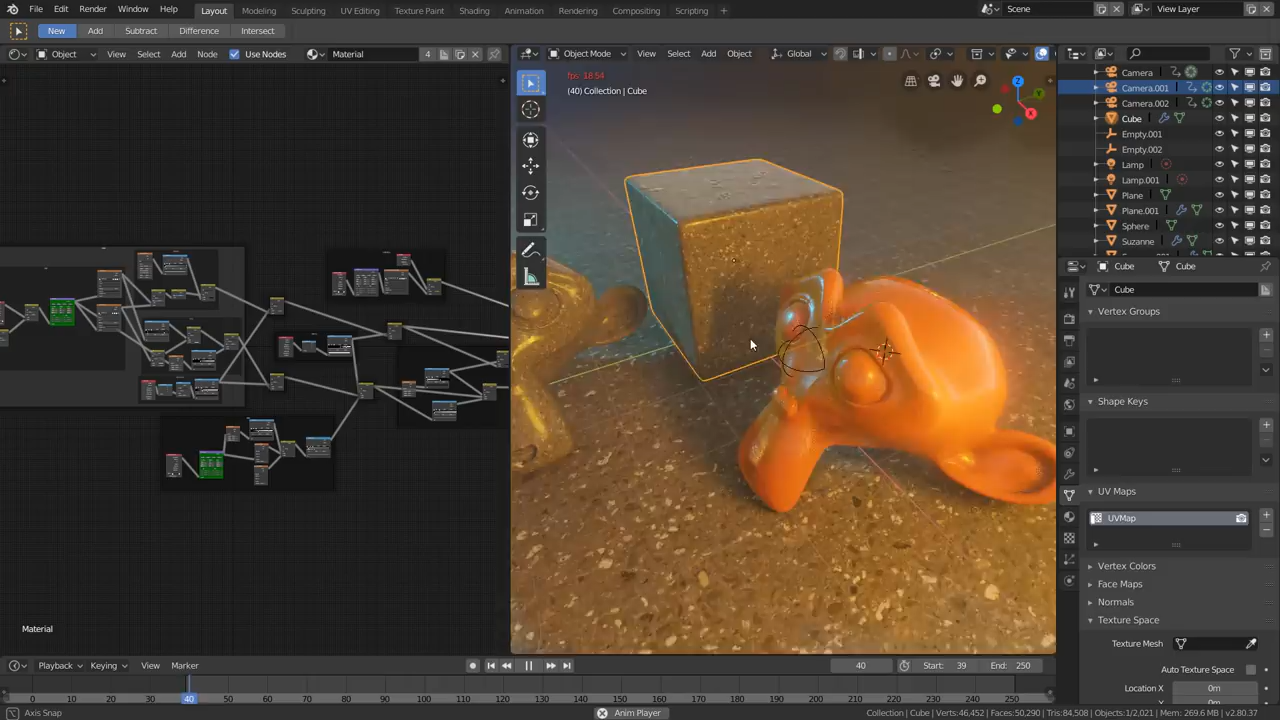 File Edit Render Window Help Layout Modeling Sculpting UV Editing Texture Paint Shading Animation Rendering Compositing Scripting + Scene View Layer
New Add Subtract Difference Intersect
Object View Select Add Node Use Nodes Material 4 Object Mode View Select Add Object Global
fps: 18.54
(40) Collection | Cube
Z
Y
X
Camera
Camera.001
Camera.002
Cube
Empty.001
Empty.002
Lamp
Lamp.001
Plane
Plane.001
Sphere
Suzanne
Cube Cube
Cube
Vertex Groups
Shape Keys
UV Maps
UVMap
Vertex Colors
Face Maps
Normals
Texture Space
Texture Mesh
Auto Texture Space
Location X 0m
Material
Playback Keying View Marker 40 Start: 39 End: 250
0 10 20 30 40 50 60 70 80 90 100 110 120 130 140 150 160 170 180 190 200 210 220 230 240 250
Axis Snap Anim Player Collection | Cube | Verts:46,452 | Faces:50,290 | Tris:84,508 | Objects:1/2,021 | Mem: 269.6 MB | v2.80.37